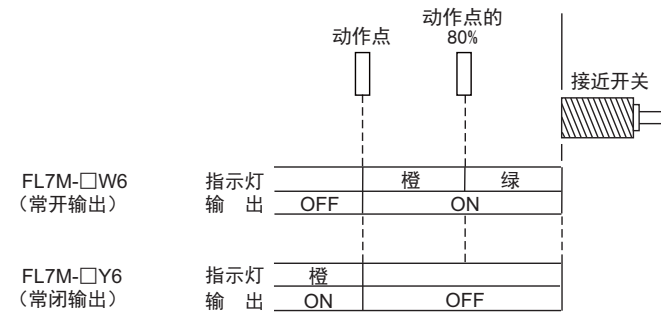 动作点
动作点的
80%
接近开关
FL7M-□W6 指示灯 橙 绿
（常开输出） 输 出 OFF ON
FL7M-□Y6 指示灯 橙
（常闭输出） 输 出 ON OFF